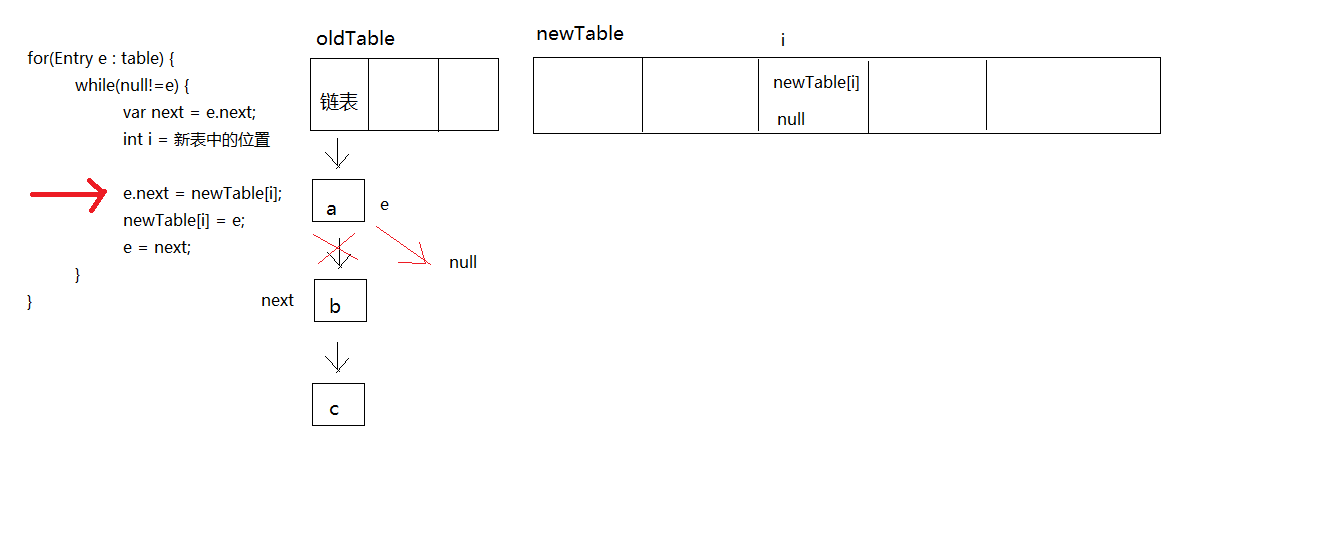 for(Entry e : table) {
while(null!=e) {
var next = e.next;
int i = 新表中的位置
e.next = newTable[i];
newTable[i] = e;
e = next;
}
}
oldTable
链表
a
e
null
next
b
c
newTable
i
newTable[i]
null